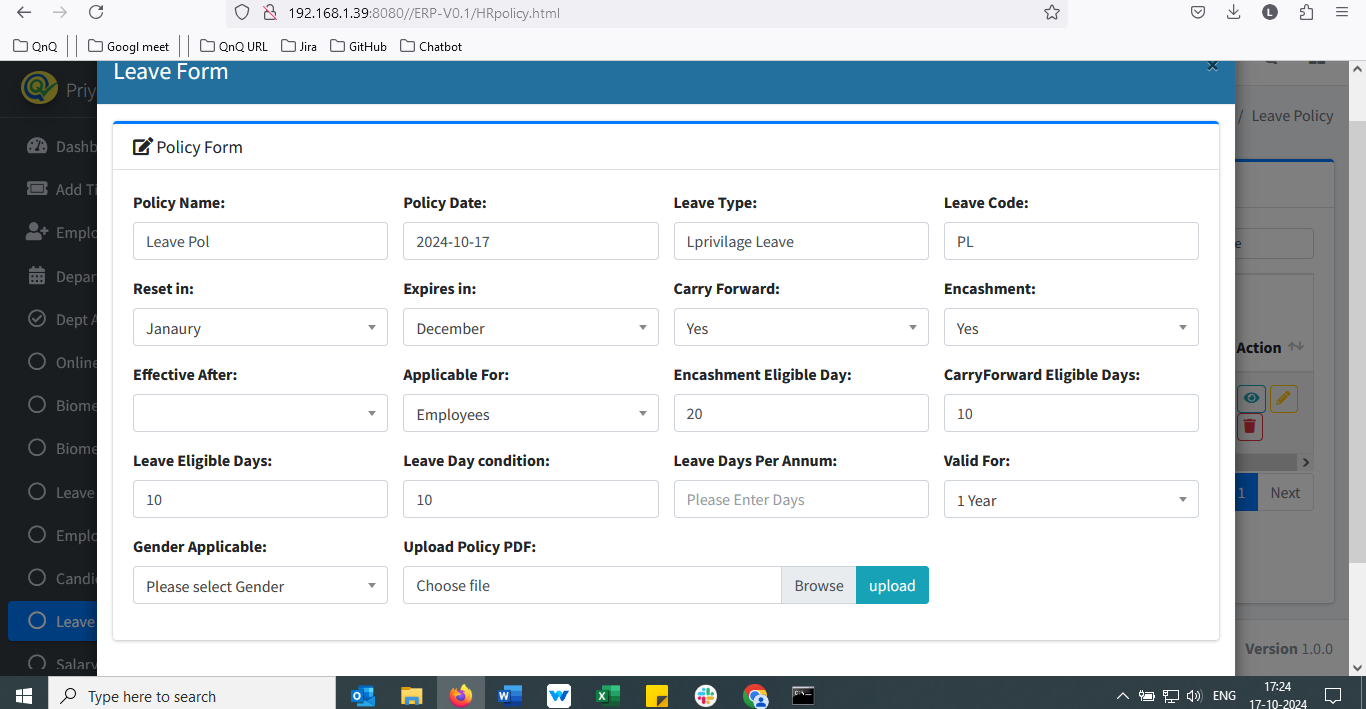 192.168.1.39:8080//ERP-V0.1/HRpolicy.html
L
QnQ Googl meet QnQ URL Jira GitHub Chatbot
Leave Form ×
Priy
/ Leave Policy
Policy Form
Dashb
Add Ti
Emplo
Depar
Dept A
Online
Biome
Biome
Leave
Emplo
Candi
Leave
Salary
Policy Name: Policy Date: Leave Type: Leave Code:
Leave Pol 2024-10-17 Lprivilage Leave PL
e
Reset in: Expires in: Carry Forward: Encashment:
Janaury December Yes Yes
Action
Effective After: Applicable For: Encashment Eligible Day: CarryForward Eligible Days:
Employees 20 10
Leave Eligible Days: Leave Day condition: Leave Days Per Annum: Valid For:
10 10 Please Enter Days 1 Year
1 Next
Gender Applicable: Upload Policy PDF:
Please select Gender Choose file Browse upload
Version 1.0.0
Type here to search
ENG
17:24
17-10-2024